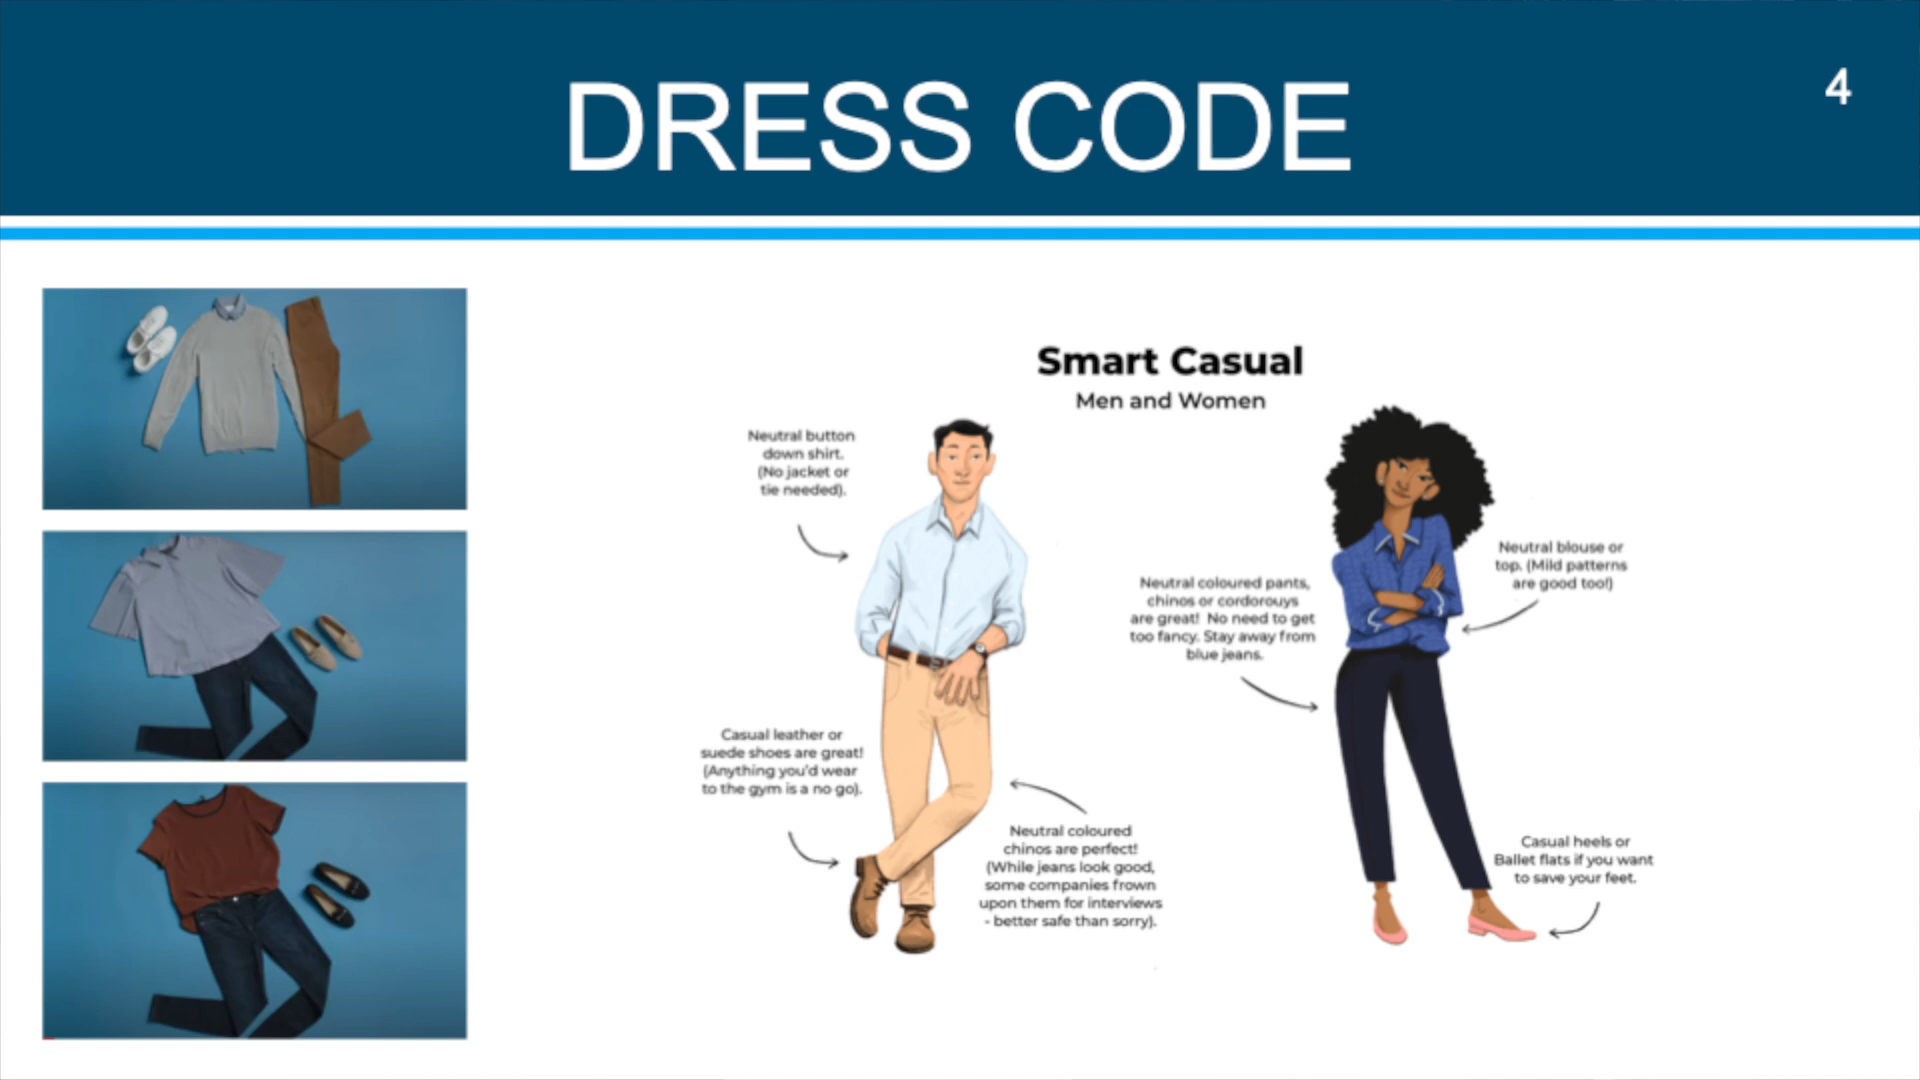 DRESS CODE
4
Smart Casual
Men and Women
Neutral button
down shirt.
(No jacket or
tie needed).
Neutral blouse or
top. (Mild patterns
are good too!)
Neutral coloured pants,
chinos or cordorouys
are great! No need to get
too fancy. Stay away from
blue jeans.
Casual leather or
suede shoes are great!
(Anything you'd wear
to the gym is a no go).
Neutral coloured
chinos are perfect!
(While jeans look good,
some companies frown
upon them for interviews
- better safe than sorry).
Casual heels or
Ballet flats if you want
to save your feet.